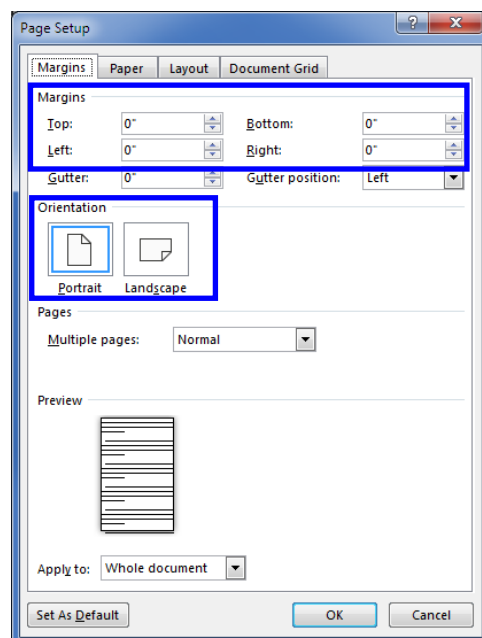 Page Setup ? X
Margins Paper Layout Document Grid
Margins
Top: 0" Bottom: 0"
Left: 0" Right: 0"
Gutter: 0" Gutter position: Left
Orientation
Portrait Landscape
Pages
Multiple pages: Normal
Preview
Apply to: Whole document
Set As Default OK Cancel